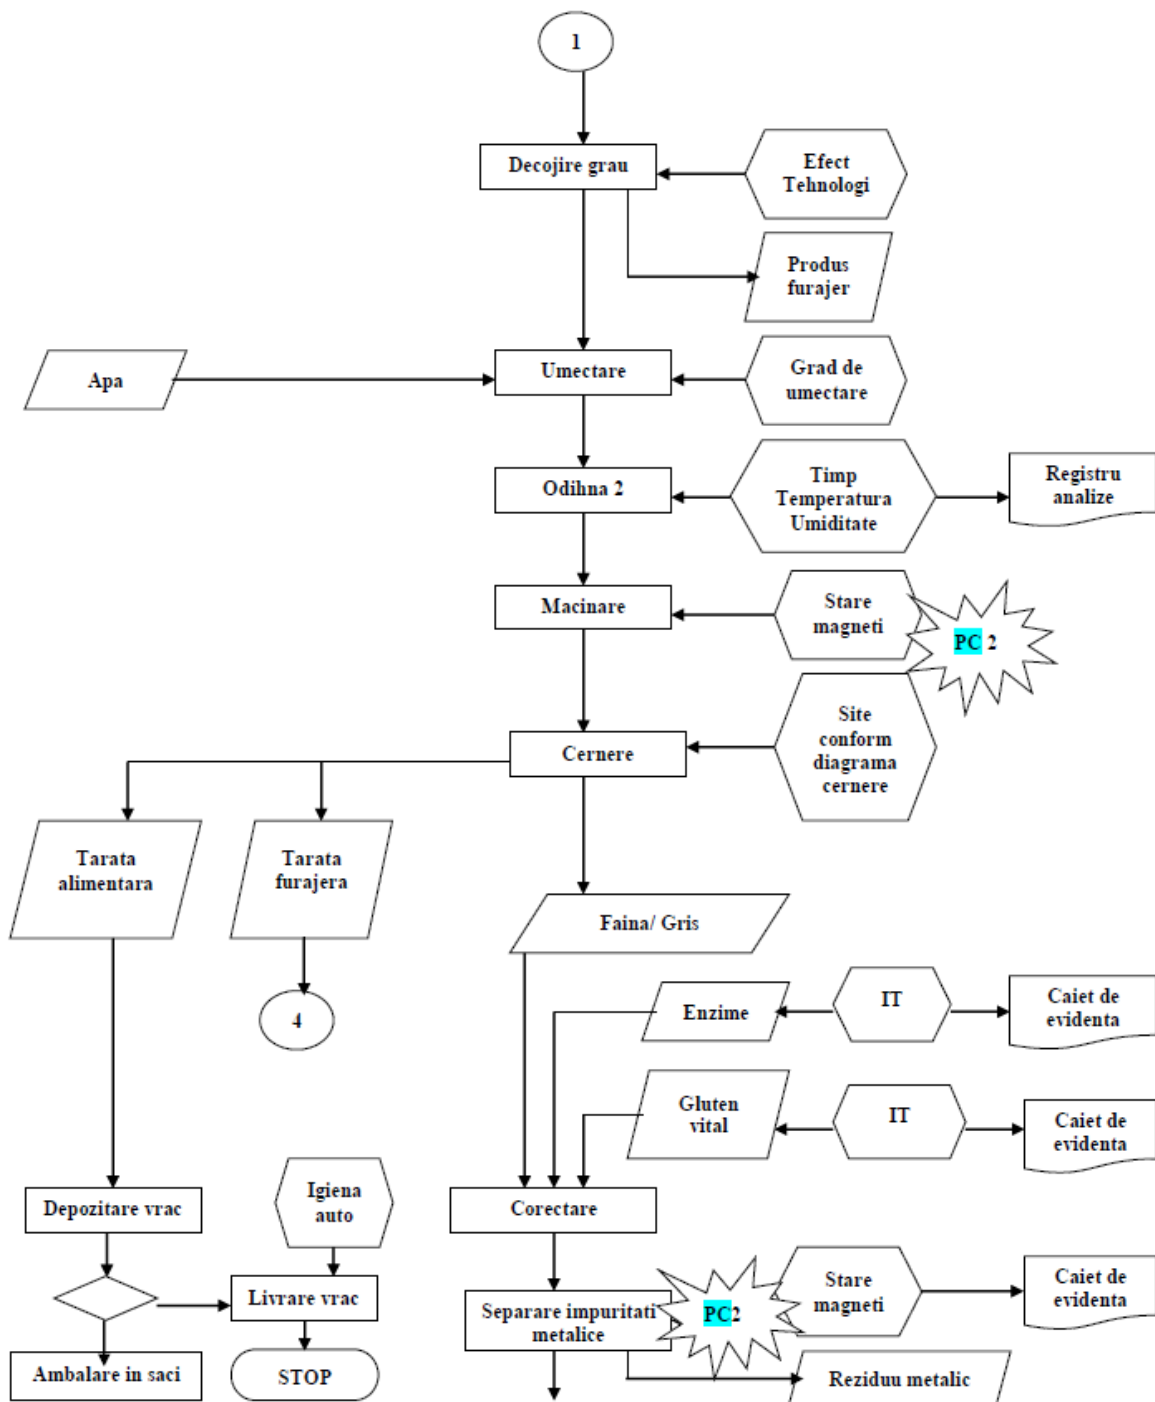 1
Decojire grau
Efect
Tehnologi
Produs
furajer
Apa
Umectare
Grad de
umectare
Odihna 2
Timp
Temperatura
Umiditate
Registru
analize
Macinare
Stare
magneti
PC 2
Cernere
Site
conform
diagrama
cernere
Tarata
alimentara
Tarata
furajera
Faina/ Gris
4
Enzime
IT
Caiet de
evidenta
Gluten
vital
IT
Caiet de
evidenta
Depozitare vrac
Igiena
auto
Corectare
Livrare vrac
Separare impuritati
metalice
PC2
Stare
magneti
Caiet de
evidenta
Ambalare in saci
STOP
Reziduu metalic